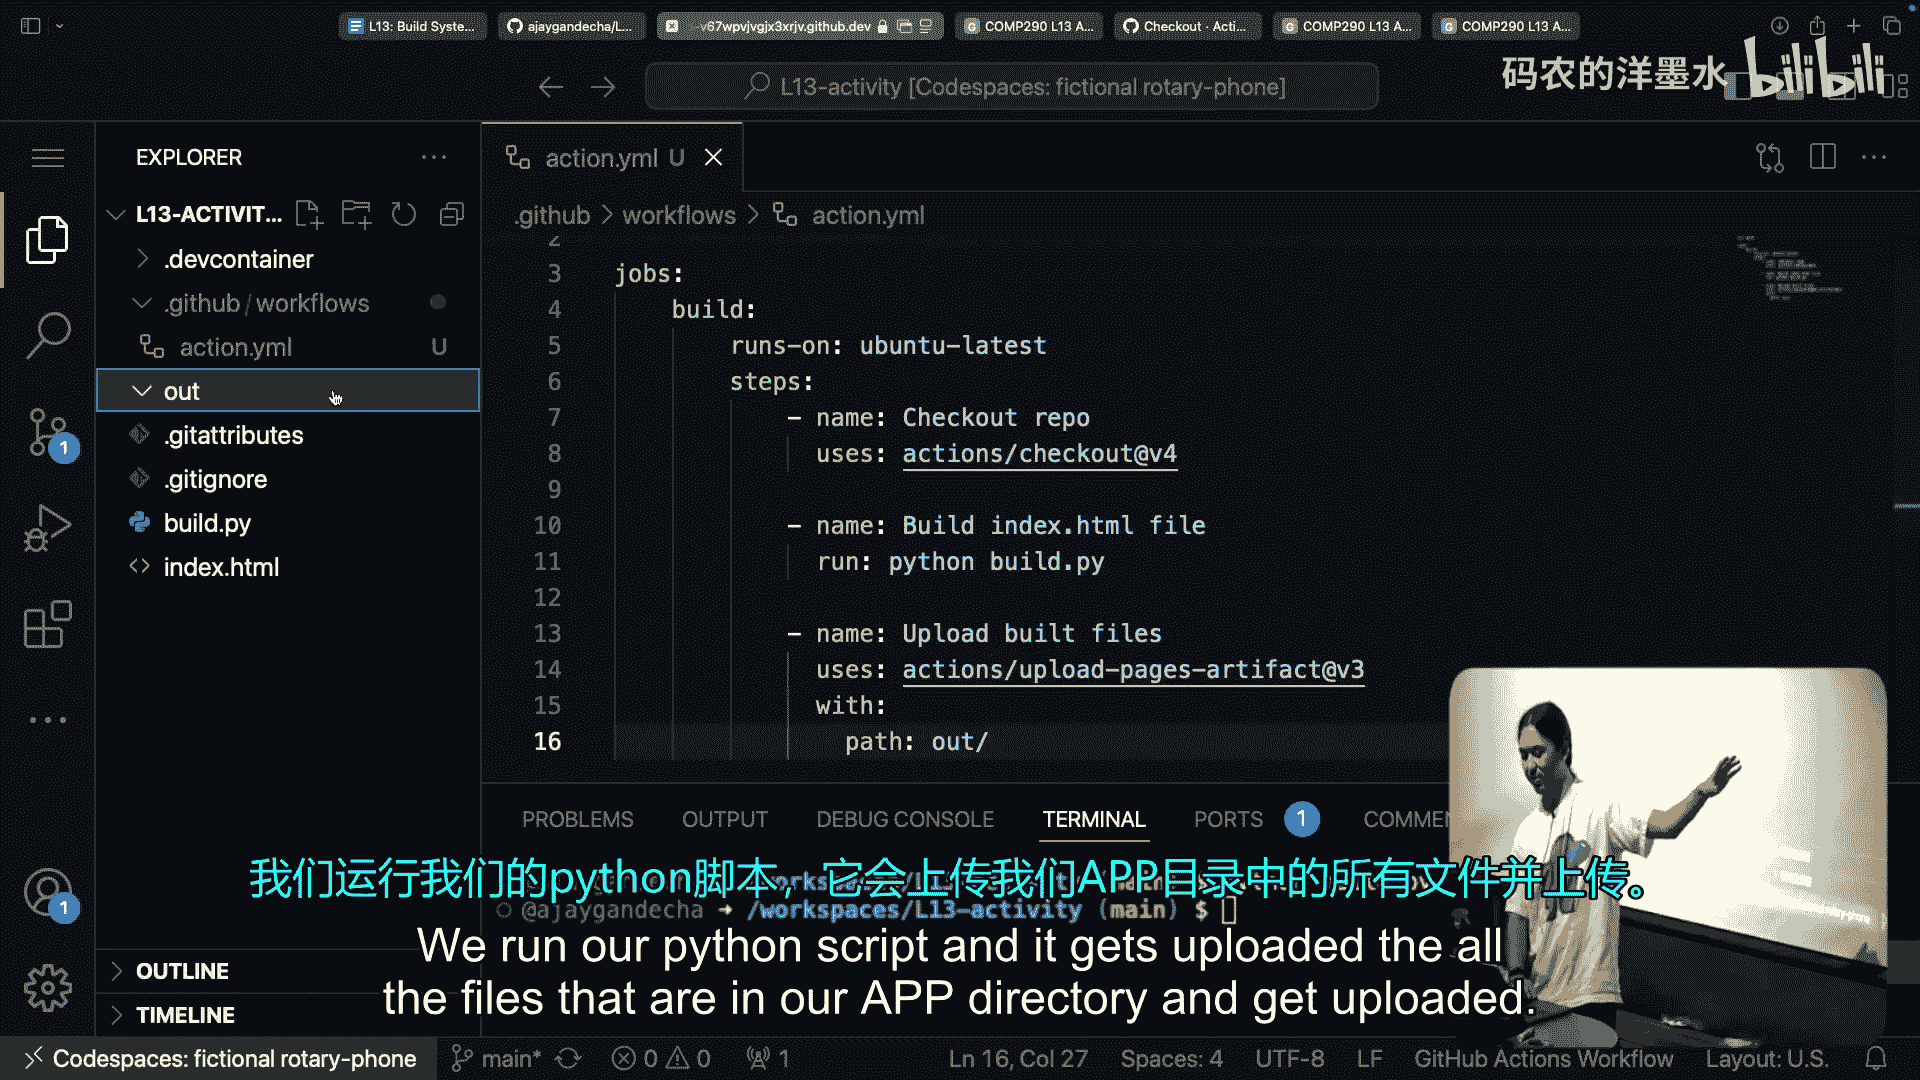 L13: Build Syste...
ajaygandecha/L...
-v67wpvjvgjx3xrjv.github.dev
COMP290 L13 A...
Checkout · Acti...
COMP290 L13 A...
COMP290 L13 A...
码农的洋墨水
bilibili
L13-activity [Codespaces: fictional rotary-phone]
EXPLORER
L13-ACTIVIT...
.devcontainer
.github/workflows
action.yml U
out
.gitattributes
.gitignore
build.py
index.html
OUTLINE
TIMELINE
action.yml U
.github > workflows > action.yml
2
3 jobs:
4 build:
5 runs-on: ubuntu-latest
6 steps:
7 - name: Checkout repo
8 uses: actions/checkout@v4
9
10 - name: Build index.html file
11 run: python build.py
12
13 - name: Upload built files
14 uses: actions/upload-pages-artifact@v3
15 with:
16 path: out/
PROBLEMS OUTPUT DEBUG CONSOLE TERMINAL PORTS 1 COMMEN
我们运行我们的python脚本，它会上传我们APP目录中的所有文件并上传。
@ajaygandecha → /workspaces/L13-activity (main) $
We run our python script and it gets uploaded the all
the files that are in our APP directory and get uploaded.
1
1
Codespaces: fictional rotary-phone main* 0 0 1 Ln 16, Col 27 Spaces: 4 UTF-8 LF GitHub Actions Workflow Layout: U.S.